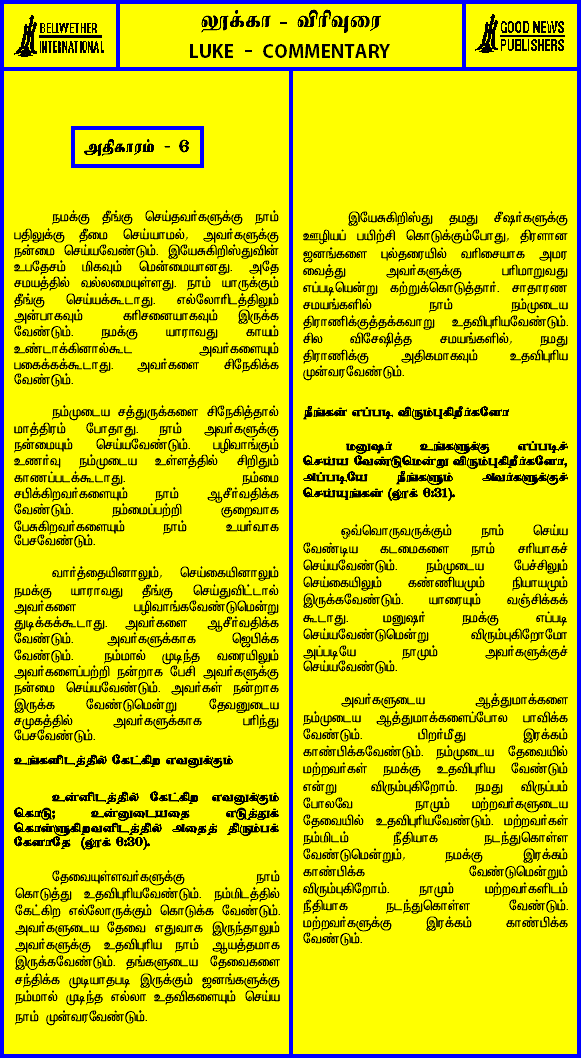 BELWETHER
INTERNATIONAL
லூக்கா - விரிவுரை
LUKE - COMMENTARY
GOOD NEWS
PUBLISHERS
அதிகாரம் - 6
நமக்கு தீங்கு செய்தவர்களுக்கு நாம்
பதிலுக்கு தீமை செய்யாமல், அவர்களுக்கு
நன்மை செய்யவேண்டும். இயேசுகிறிஸ்துவின்
உபதேசம் மிகவும் மென்மையானது. அதே
சமயத்தில் வல்லமையுள்ளது. நாம் யாருக்கும்
தீங்கு செய்யக்கூடாது. எல்லோரிடத்திலும்
அன்பாகவும் கரிசனையாகவும் இருக்க
வேண்டும். நமக்கு யாராவது காயம்
உண்டாக்கினால்கூட அவர்களையும்
பகைக்கக்கூடாது. அவர்களை சிநேகிக்க
வேண்டும்.
நம்முடைய சத்துருக்களை சிநேகித்தால்
மாத்திரம் போதாது. நாம் அவர்களுக்கு
நன்மையும் செய்யவேண்டும். பழிவாங்கும்
உணர்வு நம்முடைய உள்ளத்தில் சிறிதும்
காணப்படக்கூடாது. நம்மை
சபிக்கிறவர்களையும் நாம் ஆசீர்வதிக்க
வேண்டும். நம்மைப்பற்றி குறைவாக
பேசுகிறவர்களையும் நாம் உயர்வாக
பேசவேண்டும்.
வார்த்தையினாலும், செய்கையினாலும்
நமக்கு யாராவது தீங்கு செய்துவிட்டால்
அவர்களை பழிவாங்கவேண்டுமென்று
துடிக்கக்கூடாது. அவர்களை ஆசீர்வதிக்க
வேண்டும். அவர்களுக்காக ஜெபிக்க
வேண்டும். நம்மால் முடிந்த வரையிலும்
அவர்களைப்பற்றி நன்றாக பேசி அவர்களுக்கு
நன்மை செய்யவேண்டும். அவர்கள் நன்றாக
இருக்க வேண்டுமென்று தேவனுடைய
சமுகத்தில் அவர்களுக்காக பரிந்து
பேசவேண்டும்.
உங்களிடத்தில் கேட்கிற எவனுக்கும்
உன்னிடத்தில் கேட்கிற எவனுக்கும்
கொடு; உன்னுடையதை எடுத்துக்
கொள்ளுகிறவனிடத்தில் அதைத் திரும்பக்
கேளாதே (லூக் 6:30).
தேவையுள்ளவர்களுக்கு நாம்
கொடுத்து உதவிபுரியவேண்டும். நம்மிடத்தில்
கேட்கிற எல்லோருக்கும் கொடுக்க வேண்டும்.
அவர்களுடைய தேவை எதுவாக இருந்தாலும்
அவர்களுக்கு உதவிபுரிய நாம் ஆயத்தமாக
இருக்கவேண்டும். தங்களுடைய தேவைகளை
சந்திக்க முடியாதபடி இருக்கும் ஜனங்களுக்கு
நம்மால் முடிந்த எல்லா உதவிகளையும் செய்ய
நாம் முன்வரவேண்டும்.
இயேசுகிறிஸ்து தமது சீஷர்களுக்கு
ஊழியப் பயிற்சி கொடுக்கும்போது, திரளான
ஜனங்களை புல்தரையில் வரிசையாக அமர
வைத்து அவர்களுக்கு பரிமாறுவது
எப்படியென்று கற்றுக்கொடுத்தார். சாதாரண
சமயங்களில் நாம் நம்முடைய
திராணிக்குத்தக்கவாறு உதவிபுரியவேண்டும்.
சில விசேஷித்த சமயங்களில், நமது
திராணிக்கு அதிகமாகவும் உதவிபுரிய
முன்வரவேண்டும்.
நீங்கள் எப்படி விரும்புகிறீர்களோ
மனுஷர் உங்களுக்கு எப்படிச்
செய்ய வேண்டுமென்று விரும்புகிறீர்களோ,
அப்படியே நீங்களும் அவர்களுக்குச்
செய்யுங்கள் (லூக் 6:31).
ஒவ்வொருவருக்கும் நாம் செய்ய
வேண்டிய கடமைகளை நாம் சரியாகச்
செய்யவேண்டும். நம்முடைய பேச்சிலும்
செய்கையிலும் கண்ணியமும் நியாயமும்
இருக்கவேண்டும். யாரையும் வஞ்சிக்கக்
கூடாது. மனுஷர் நமக்கு எப்படி
செய்யவேண்டுமென்று விரும்புகிறோமோ
அப்படியே நாமும் அவர்களுக்குச்
செய்யவேண்டும்.
அவர்களுடைய ஆத்துமாக்களை
நம்முடைய ஆத்துமாக்களைப்போல பாவிக்க
வேண்டும். பிறர்மீது இரக்கம்
காண்பிக்கவேண்டும். நம்முடைய தேவையில்
மற்றவர்கள் நமக்கு உதவிபுரிய வேண்டும்
என்று விரும்புகிறோம். நமது விருப்பம்
போலவே நாமும் மற்றவர்களுடைய
தேவையில் உதவிபுரியவேண்டும். மற்றவர்கள்
நம்மிடம் நீதியாக நடந்துகொள்ள
வேண்டுமென்றும், நமக்கு இரக்கம்
காண்பிக்க வேண்டுமென்றும்
விரும்புகிறோம். நாமும் மற்றவர்களிடம்
நீதியாக நடந்துகொள்ள வேண்டும்.
மற்றவர்களுக்கு இரக்கம் காண்பிக்க
வேண்டும்.